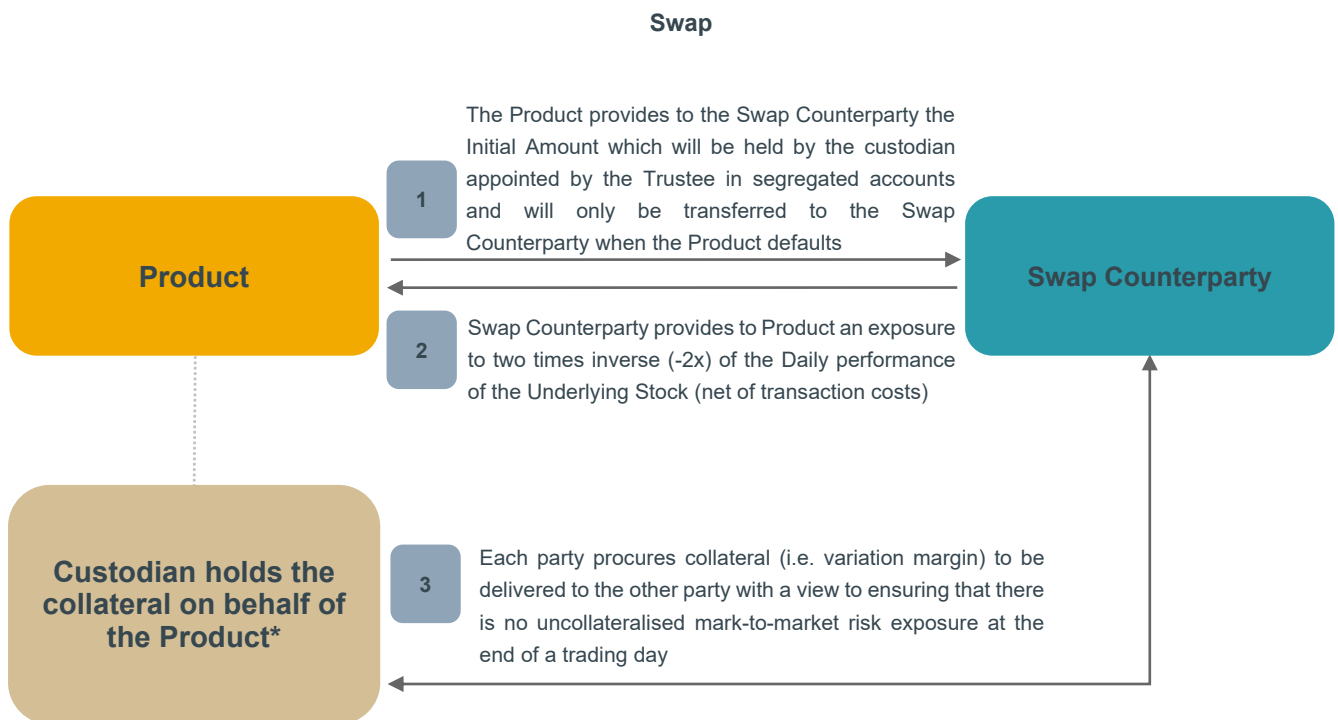 Swap
The Product provides to the Swap Counterparty the
Initial Amount which will be held by the custodian
appointed by the Trustee in segregated accounts
and will only be transferred to the Swap
Counterparty when the Product defaults
1
Product
Swap Counterparty
2
Swap Counterparty provides to Product an exposure
to two times inverse (-2x) of the Daily performance
of the Underlying Stock (net of transaction costs)
Custodian holds the
collateral on behalf of
the Product*
3
Each party procures collateral (i.e. variation margin) to be
delivered to the other party with a view to ensuring that there
is no uncollateralised mark-to-market risk exposure at the
end of a trading day